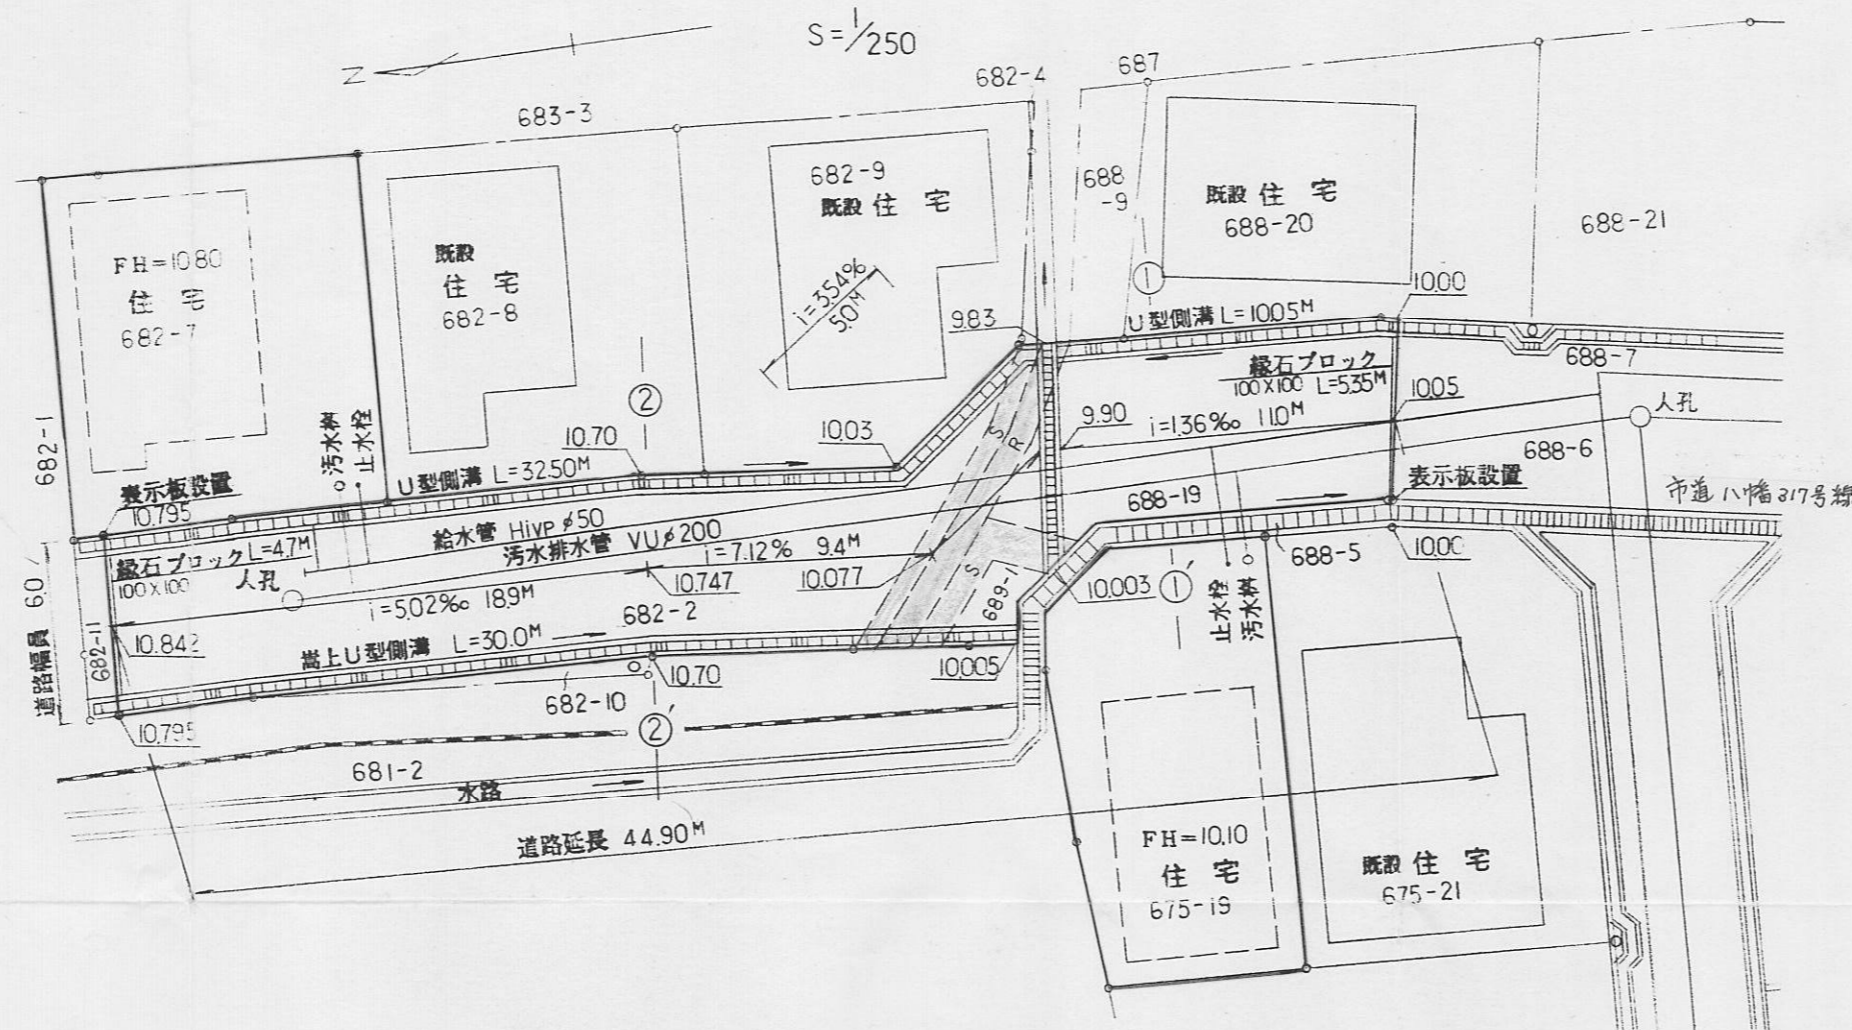 S=1/250
Z
682-4
687
683-3
682-9
既設 住 宅
688
-9
既設 住 宅
688-20
688-21
FH=10.80
住 宅
682-7
既設
住 宅
682-8
i=3.54%
5.0M
①
10.00
9.83
U型側溝 L=10.05M
688-7
縁石ブロック
100×100 L=5.35M
10.05
人孔
②
682-1
汚水桝
止水栓
10.70
10.03
9.90
i=1.36‰ 11.0M
688-6
表示板設置
10.795
U型側溝 L=32.50M
S
R
688-19
表示板設置
市道 八幡317号線
給水管 Hivp φ50
汚水排水管 VUφ200
縁石ブロック L=4.7M
100×100
人孔
i=7.12% 9.4M
10.747
10.077
S
689-1
10.003
①′
688-5
10.00
道路幅員 6.0
682-11
i=5.02‰ 18.9M
682-2
止水栓
汚水桝
10.842
嵩上U型側溝 L=30.0M
10.70
10.005
682-10
10.795
②′
681-2
水路
道路延長 44.90M
FH=10.10
住 宅
675-19
既設 住 宅
675-21